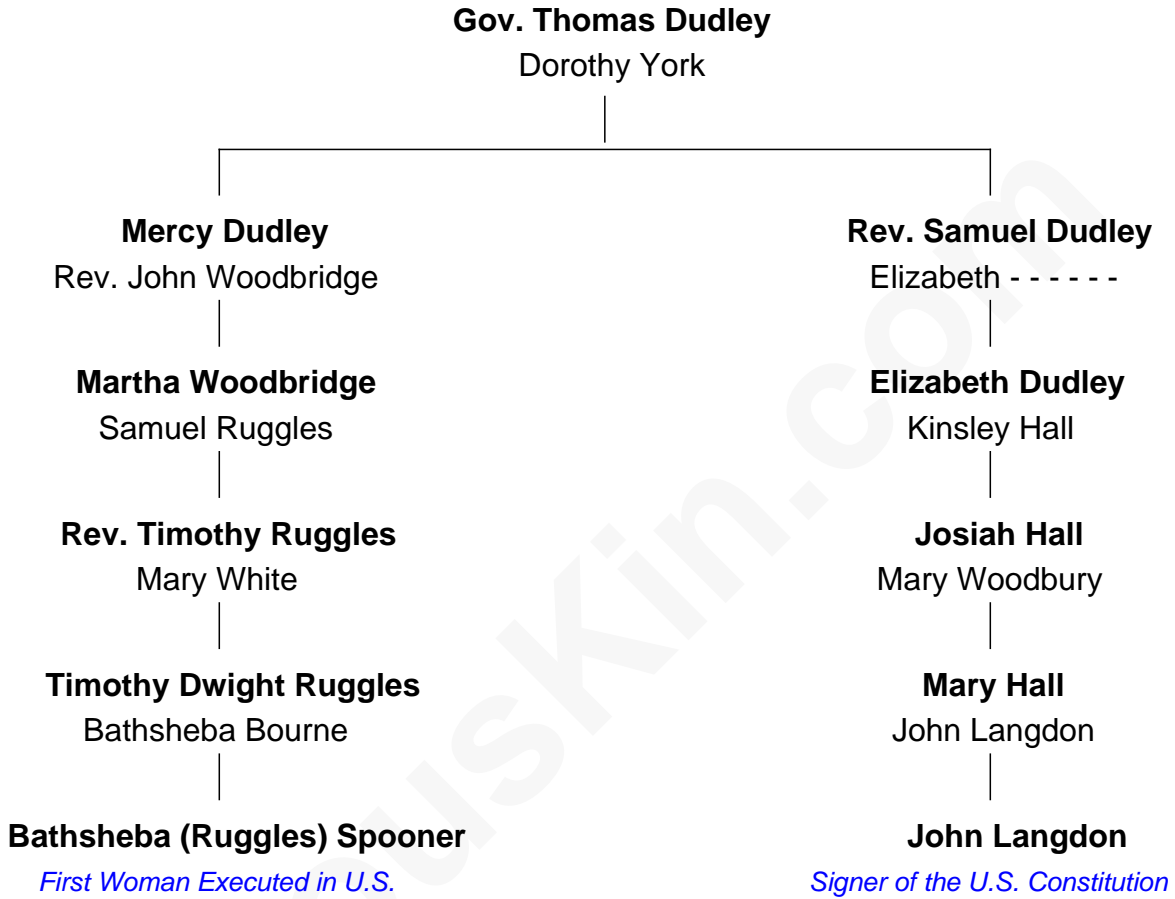 Gov. Thomas Dudley
Dorothy York
Mercy Dudley
Rev. John Woodbridge
Rev. Samuel Dudley
Elizabeth - - - - - -
Martha Woodbridge
Samuel Ruggles
Elizabeth Dudley
Kinsley Hall
Rev. Timothy Ruggles
Mary White
Josiah Hall
Mary Woodbury
Timothy Dwight Ruggles
Bathsheba Bourne
Mary Hall
John Langdon
Bathsheba (Ruggles) Spooner
First Woman Executed in U.S.
John Langdon
Signer of the U.S. Constitution
ouskin.com